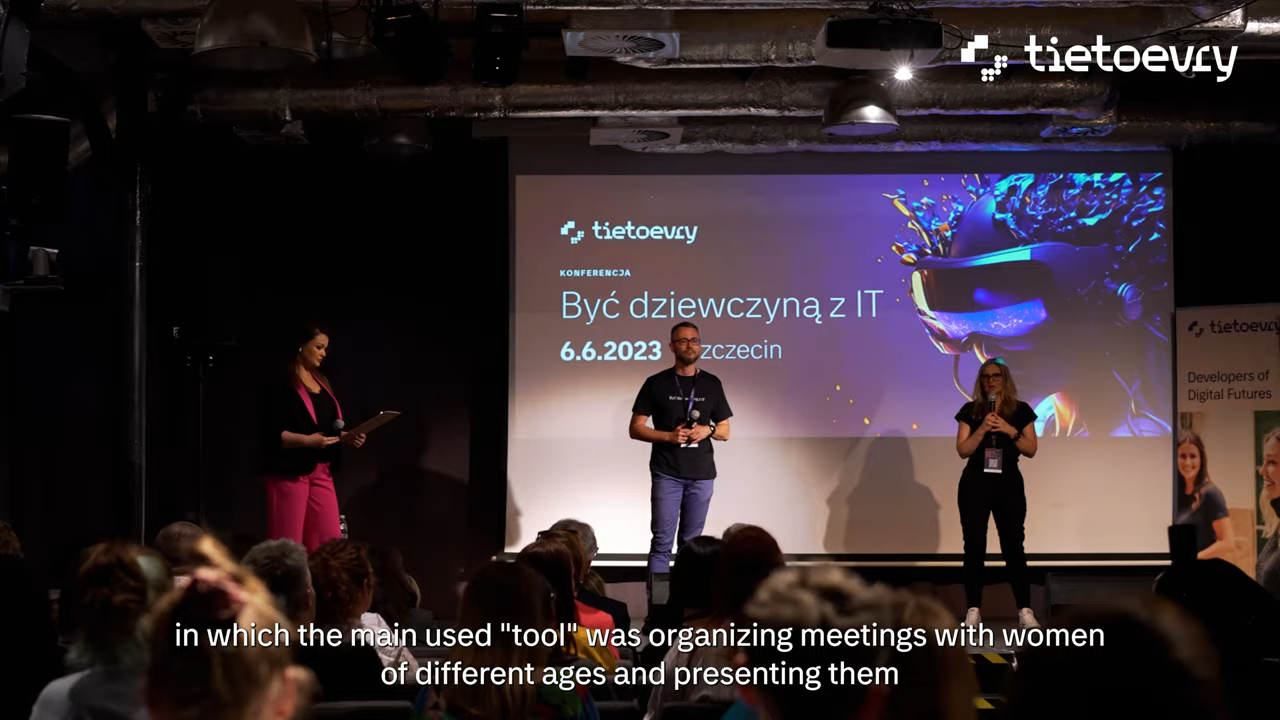 tietoevry
tietoevry
KONFERENCJA
Być dziewczyną z IT
6.6.2023 zczecin
tietoevry
Developers of
Digital Futures
in which the main used "tool" was organizing meetings with women
of different ages and presenting them